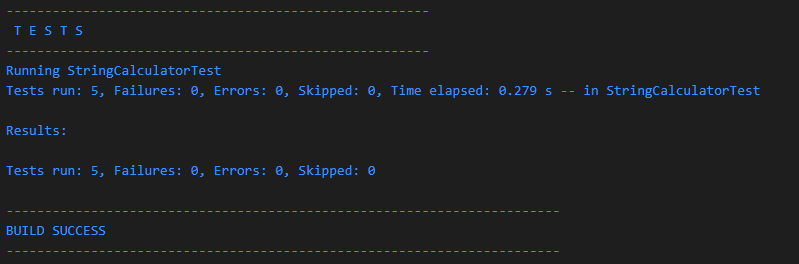 -------------------------------------------------------
 T E S T S
-------------------------------------------------------
Running StringCalculatorTest
Tests run: 5, Failures: 0, Errors: 0, Skipped: 0, Time elapsed: 0.279 s -- in StringCalculatorTest
Results:
Tests run: 5, Failures: 0, Errors: 0, Skipped: 0
------------------------------------------------------------------------
BUILD SUCCESS
------------------------------------------------------------------------